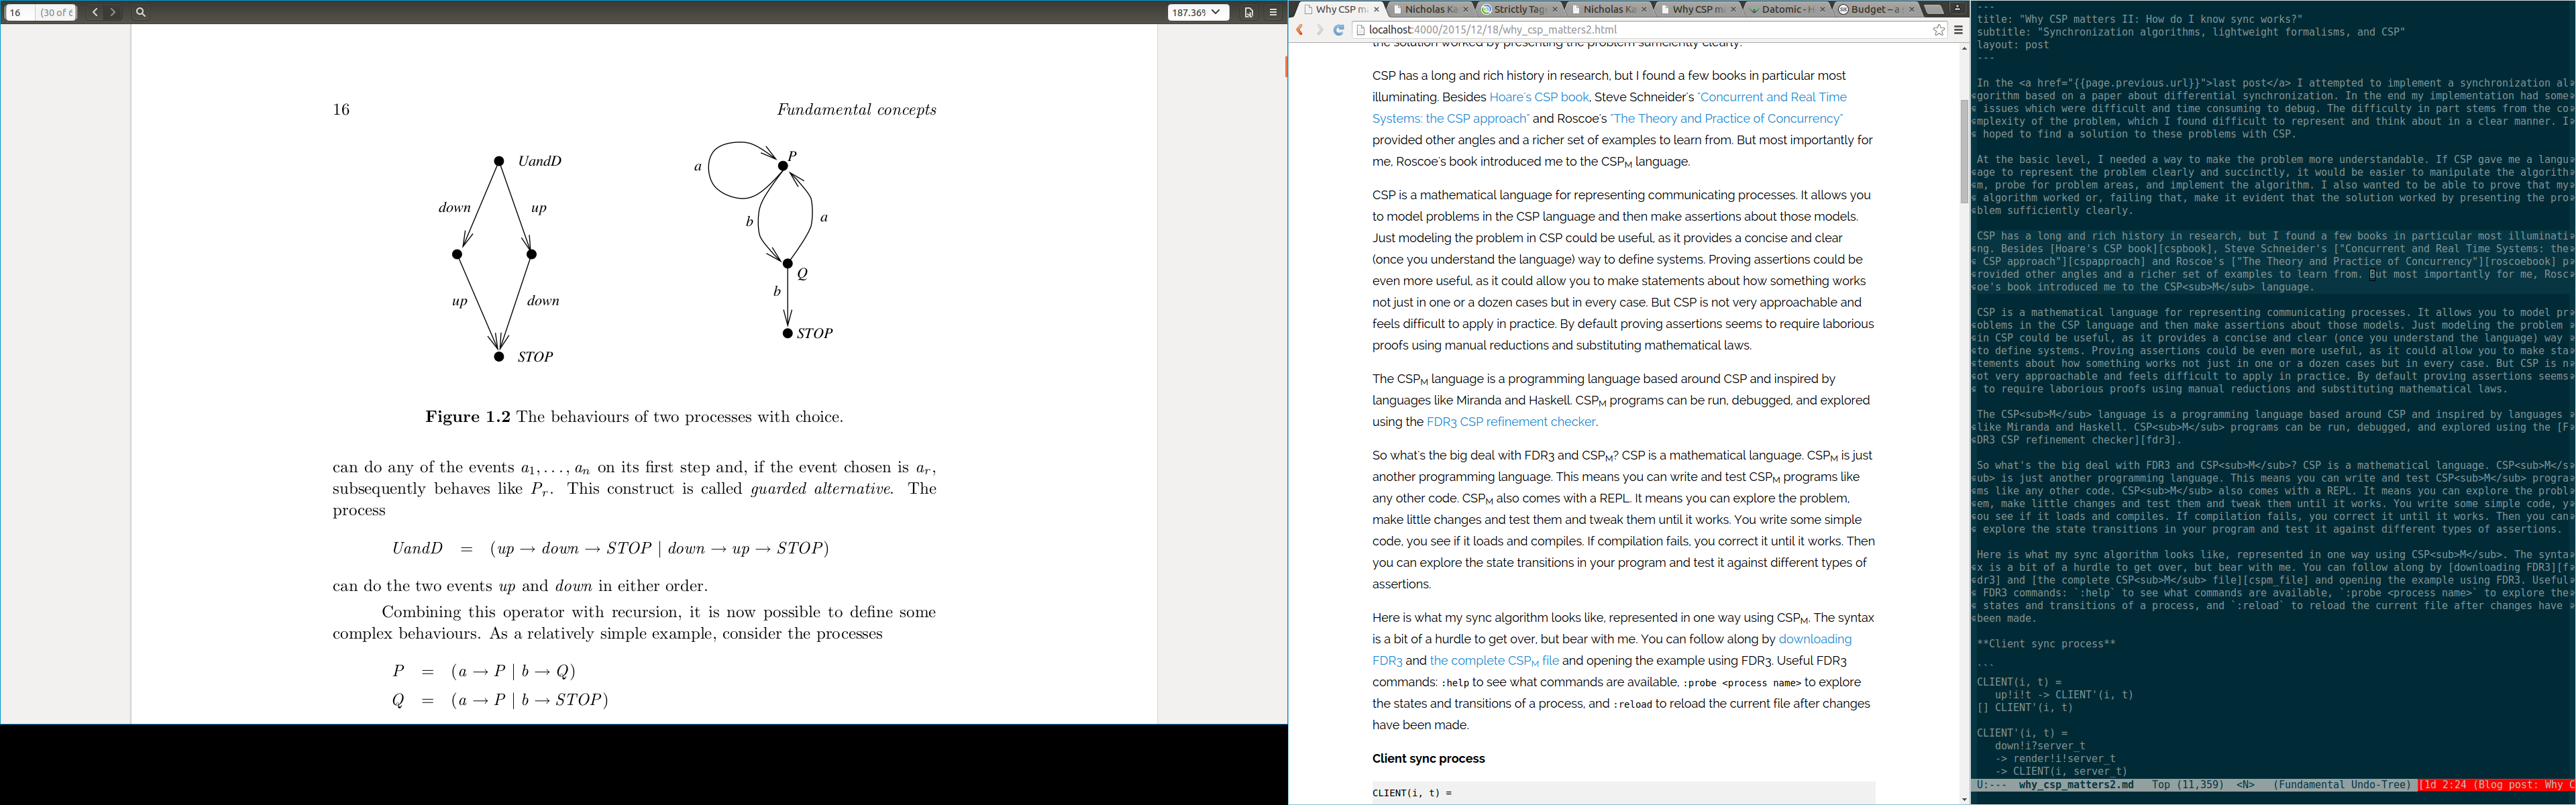 16 (30 of 
187.36%
16 Fundamental concepts
UandD
down up
up down
STOP
P
a
b a
Q
b
STOP
Figure 1.2 The behaviours of two processes with choice.
can do any of the events a1, . . . , an on its first step and, if the event chosen is ar,
subsequently behaves like Pr. This construct is called guarded alternative. The
process
UandD = (up → down → STOP | down → up → STOP)
can do the two events up and down in either order.
Combining this operator with recursion, it is now possible to define some
complex behaviours. As a relatively simple example, consider the processes
P = (a → P | b → Q)
Q = (a → P | b → STOP)
Why CSP m Nicholas Ka Strictly Tag Nicholas Ka Why CSP m Datomic - H Budget – a
localhost:4000/2015/12/18/why_csp_matters2.html
the solution worked by presenting the problem sufficiently clearly.
CSP has a long and rich history in research, but I found a few books in particular most
illuminating. Besides Hoare's CSP book, Steve Schneider's "Concurrent and Real Time
Systems: the CSP approach" and Roscoe's "The Theory and Practice of Concurrency"
provided other angles and a richer set of examples to learn from. But most importantly for
me, Roscoe's book introduced me to the CSPM language.
CSP is a mathematical language for representing communicating processes. It allows you
to model problems in the CSP language and then make assertions about those models.
Just modeling the problem in CSP could be useful, as it provides a concise and clear
(once you understand the language) way to define systems. Proving assertions could be
even more useful, as it could allow you to make statements about how something works
not just in one or a dozen cases but in every case. But CSP is not very approachable and
feels difficult to apply in practice. By default proving assertions seems to require laborious
proofs using manual reductions and substituting mathematical laws.
The CSPM language is a programming language based around CSP and inspired by
languages like Miranda and Haskell. CSPM programs can be run, debugged, and explored
using the FDR3 CSP refinement checker.
So what's the big deal with FDR3 and CSPM? CSP is a mathematical language. CSPM is just
another programming language. This means you can write and test CSPM programs like
any other code. CSPM also comes with a REPL. It means you can explore the problem,
make little changes and test them and tweak them until it works. You write some simple
code, you see if it loads and compiles. If compilation fails, you correct it until it works. Then
you can explore the state transitions in your program and test it against different types of
assertions.
Here is what my sync algorithm looks like, represented in one way using CSPM. The syntax
is a bit of a hurdle to get over, but bear with me. You can follow along by downloading
FDR3 and the complete CSPM file and opening the example using FDR3. Useful FDR3
commands: :help to see what commands are available, :probe <process name> to explore
the states and transitions of a process, and :reload to reload the current file after changes
have been made.
Client sync process
CLIENT(i, t) =
---
title: "Why CSP matters II: How do I know sync works?"
subtitle: "Synchronization algorithms, lightweight formalisms, and CSP"
layout: post
---
In the <a href="{{page.previous.url}}">last post</a> I attempted to implement a synchronization al
gorithm based on a paper about differential synchronization. In the end my implementation had some
issues which were difficult and time consuming to debug. The difficulty in part stems from the co
mplexity of the problem, which I found difficult to represent and think about in a clear manner. I
hoped to find a solution to these problems with CSP.
At the basic level, I needed a way to make the problem more understandable. If CSP gave me a langu
age to represent the problem clearly and succinctly, it would be easier to manipulate the algorith
m, probe for problem areas, and implement the algorithm. I also wanted to be able to prove that my
algorithm worked or, failing that, make it evident that the solution worked by presenting the pro
blem sufficiently clearly.
CSP has a long and rich history in research, but I found a few books in particular most illuminati
ng. Besides [Hoare's CSP book][cspbook], Steve Schneider's ["Concurrent and Real Time Systems: the
CSP approach"][cspapproach] and Roscoe's ["The Theory and Practice of Concurrency"][roscoebook] p
rovided other angles and a richer set of examples to learn from. But most importantly for me, Rosc
oe's book introduced me to the CSP<sub>M</sub> language.
CSP is a mathematical language for representing communicating processes. It allows you to model pr
oblems in the CSP language and then make assertions about those models. Just modeling the problem
in CSP could be useful, as it provides a concise and clear (once you understand the language) way
to define systems. Proving assertions could be even more useful, as it could allow you to make sta
tements about how something works not just in one or a dozen cases but in every case. But CSP is n
ot very approachable and feels difficult to apply in practice. By default proving assertions seems
to require laborious proofs using manual reductions and substituting mathematical laws.
The CSP<sub>M</sub> language is a programming language based around CSP and inspired by languages
like Miranda and Haskell. CSP<sub>M</sub> programs can be run, debugged, and explored using the [F
DR3 CSP refinement checker][fdr3].
So what's the big deal with FDR3 and CSP<sub>M</sub>? CSP is a mathematical language. CSP<sub>M</s
ub> is just another programming language. This means you can write and test CSP<sub>M</sub> progra
ms like any other code. CSP<sub>M</sub> also comes with a REPL. It means you can explore the probl
em, make little changes and test them and tweak them until it works. You write some simple code, y
ou see if it loads and compiles. If compilation fails, you correct it until it works. Then you can
explore the state transitions in your program and test it against different types of assertions.
Here is what my sync algorithm looks like, represented in one way using CSP<sub>M</sub>. The synta
x is a bit of a hurdle to get over, but bear with me. You can follow along by [downloading FDR3][f
dr3] and [the complete CSP<sub>M</sub> file][cspm_file] and opening the example using FDR3. Useful
FDR3 commands: `:help` to see what commands are available, `:probe <process name>` to explore the
states and transitions of a process, and `:reload` to reload the current file after changes have
been made.
**Client sync process**
```
CLIENT(i, t) =
up!i!t -> CLIENT'(i, t)
[] CLIENT'(i, t)
CLIENT'(i, t) =
down!i?server_t
-> render!i!server_t
-> CLIENT(i, server_t)
U:--- why_csp_matters2.md Top (11,359) <N> (Fundamental Undo-Tree) [1d 2:24 (Blog post: Why C